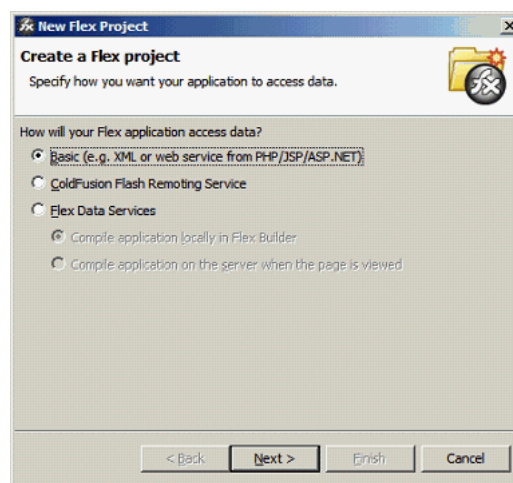 New Flex Project
Create a Flex project
Specify how you want your application to access data.
How will your Flex application access data?
Basic (e.g. XML or web service from PHP/JSP/ASP.NET)
ColdFusion Flash Remoting Service
Flex Data Services
Compile application locally in Flex Builder
Compile application on the server when the page is viewed
< Back Next > Finish Cancel